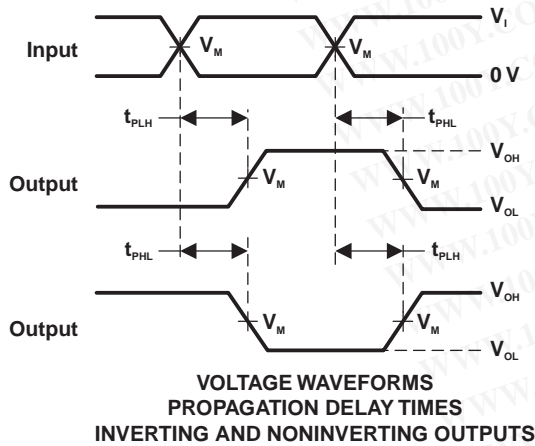 V_I
Input V_M V_M
0 V
t_PLH t_PHL
V_OH
Output V_M V_M
V_OL
t_PHL t_PLH
V_OH
Output V_M V_M
V_OL
VOLTAGE WAVEFORMS
PROPAGATION DELAY TIMES
INVERTING AND NONINVERTING OUTPUTS